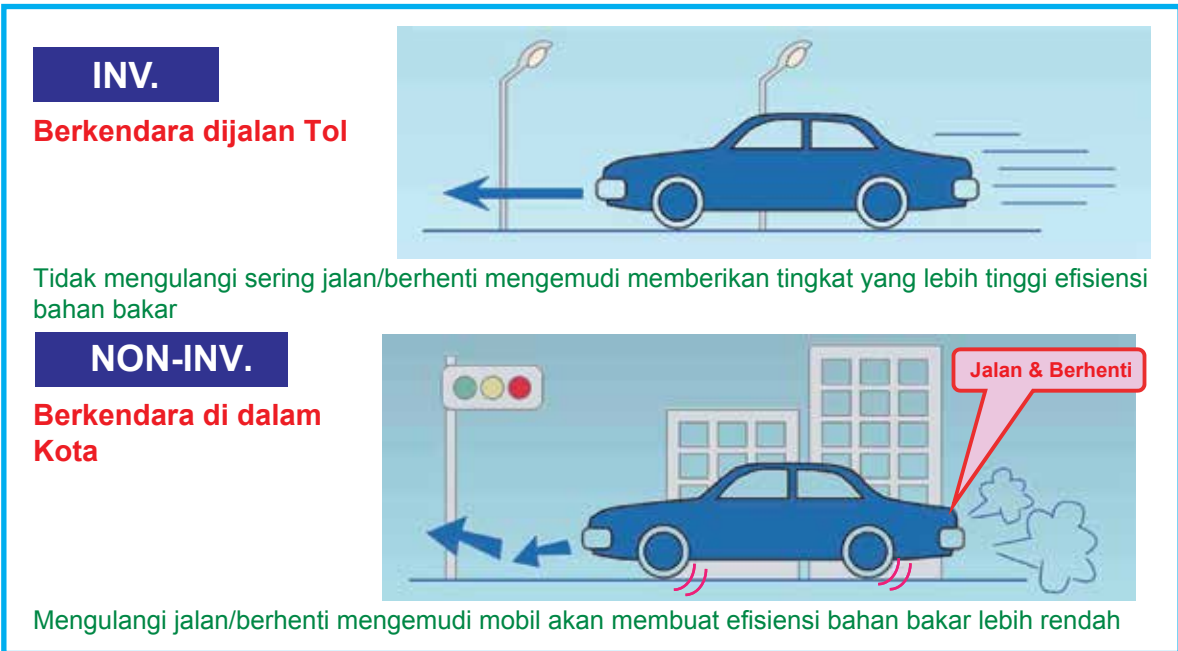 INV.
Berkendara dijalan Tol
Tidak mengulangi sering jalan/berhenti mengemudi memberikan tingkat yang lebih tinggi efisiensi
bahan bakar
NON-INV.
Jalan & Berhenti
Berkendara di dalam
Kota
Mengulangi jalan/berhenti mengemudi mobil akan membuat efisiensi bahan bakar lebih rendah